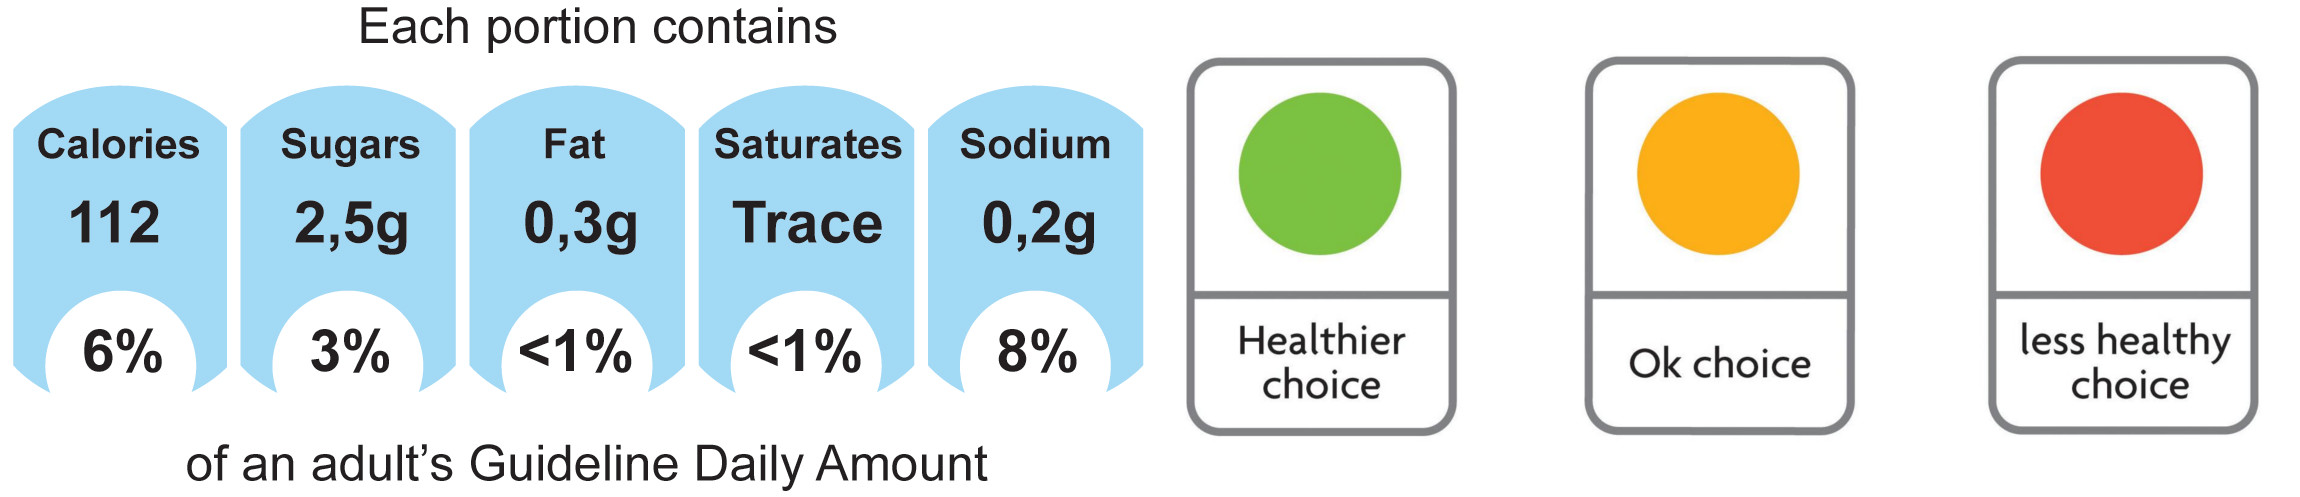 Each portion contains
Calories
112
6%
Sugars
2,5g
3%
Fat
0,3g
<1%
Saturates
Trace
<1%
Sodium
0,2g
8%
of an adult’s Guideline Daily Amount
Healthier
choice
Ok choice
less healthy
choice